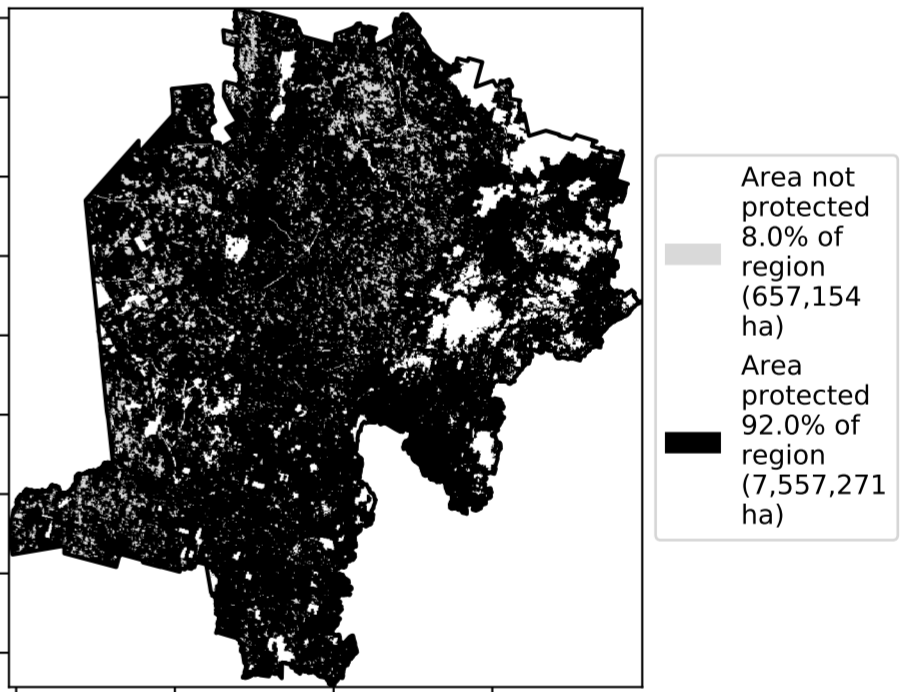 Area not
protected
8.0% of
region
(657,154
ha)
Area
protected
92.0% of
region
(7,557,271
ha)